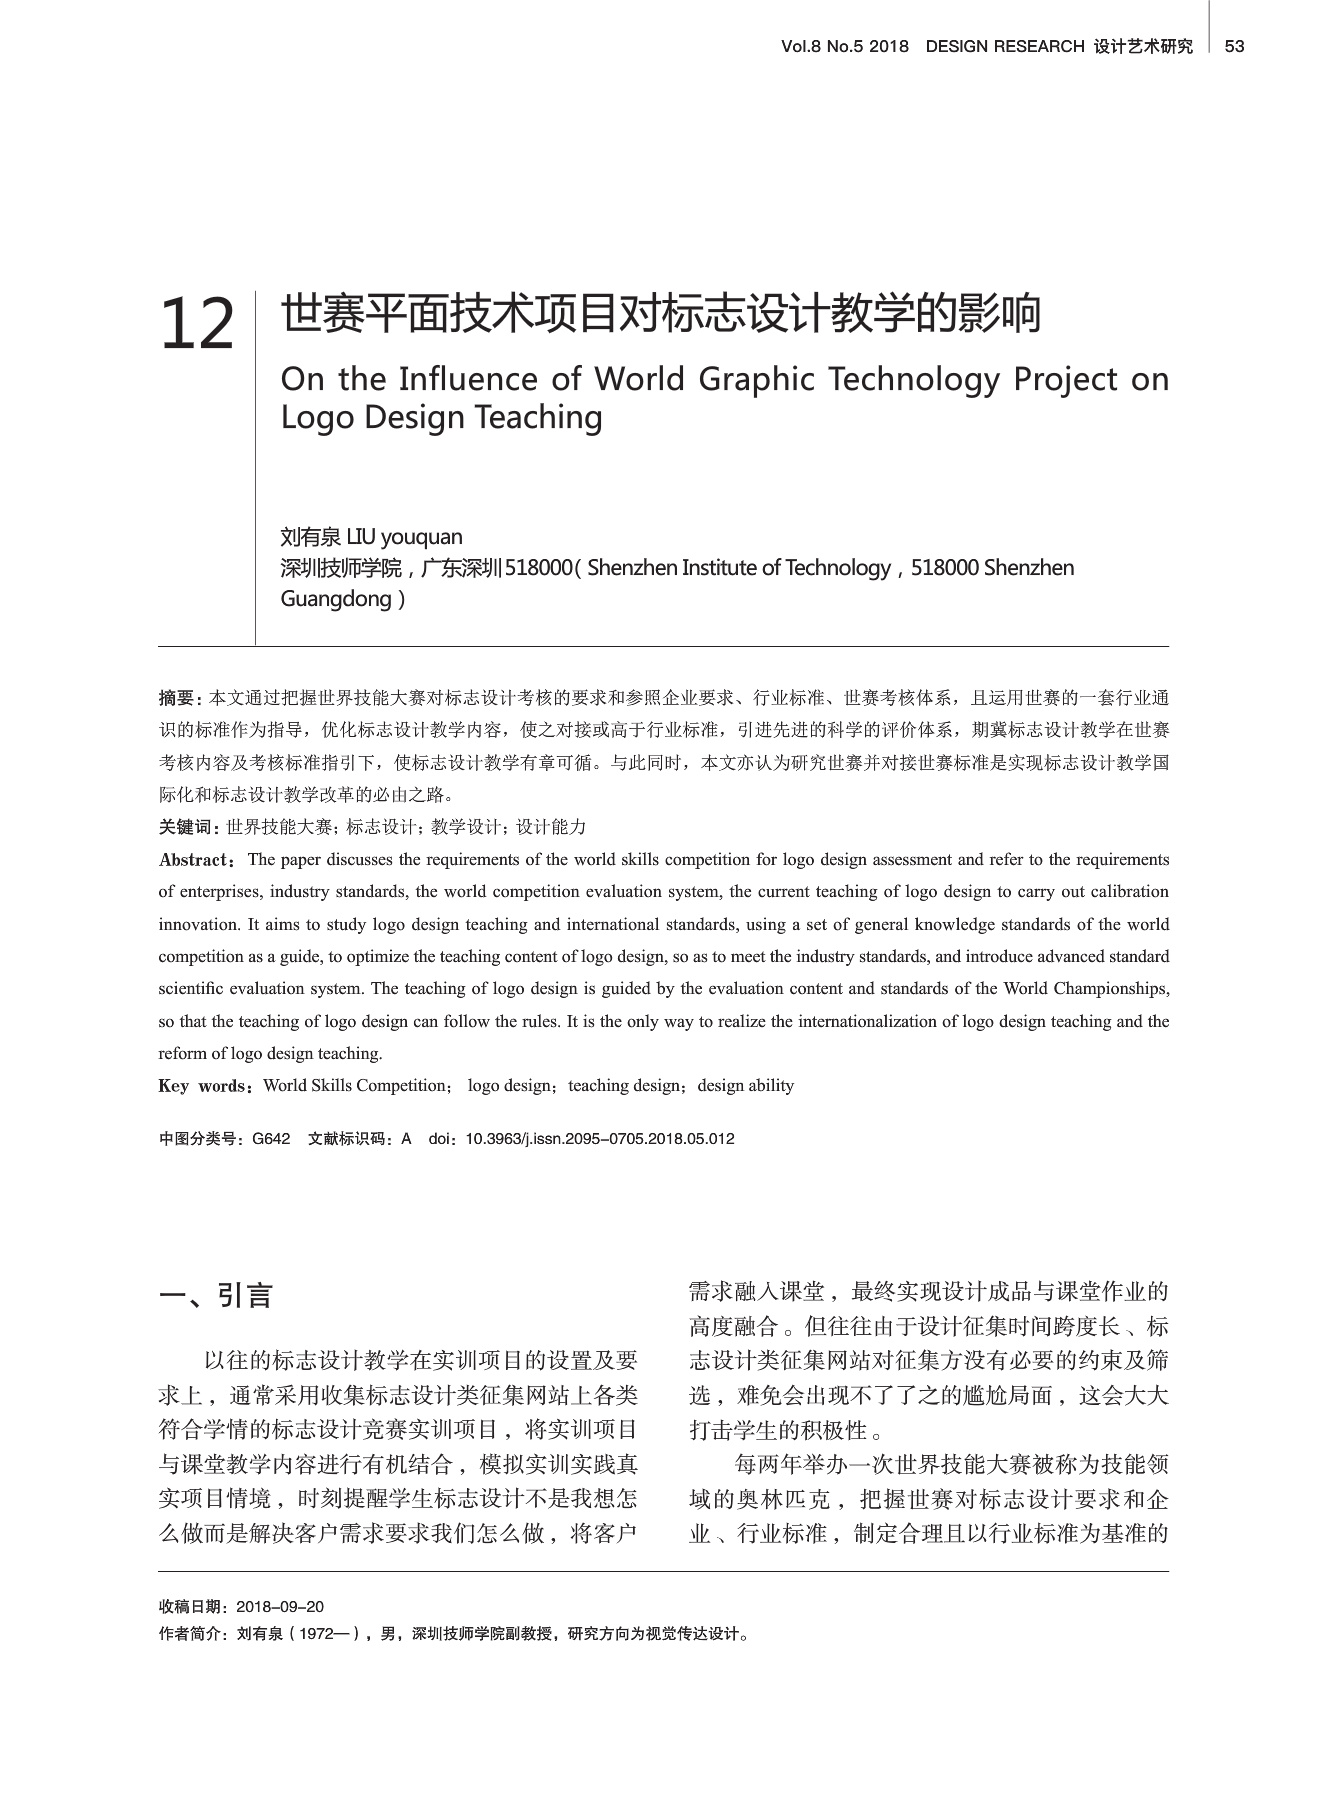 Vol.8 No.5 2018 DESIGN RESEARCH 设计艺术研究 53
12
世赛平面技术项目对标志设计教学的影响
On the Influence of World Graphic Technology Project on
Logo Design Teaching
刘有泉 LIU youquan
深圳技师学院，广东深圳518000（Shenzhen Institute of Technology，518000 Shenzhen
Guangdong）
摘要：本文通过把握世界技能大赛对标志设计考核的要求和参照企业要求、行业标准、世赛考核体系，且运用世赛的一套行业通
识的标准作为指导，优化标志设计教学内容，使之对接或高于行业标准，引进先进的科学的评价体系，期冀标志设计教学在世赛
考核内容及考核标准指引下，使标志设计教学有章可循。与此同时，本文亦认为研究世赛并对接世赛标准是实现标志设计教学国
际化和标志设计教学改革的必由之路。
关键词：世界技能大赛；标志设计；教学设计；设计能力
Abstract：The paper discusses the requirements of the world skills competition for logo design assessment and refer to the requirements
of enterprises, industry standards, the world competition evaluation system, the current teaching of logo design to carry out calibration
innovation. It aims to study logo design teaching and international standards, using a set of general knowledge standards of the world
competition as a guide, to optimize the teaching content of logo design, so as to meet the industry standards, and introduce advanced standard
scientific evaluation system. The teaching of logo design is guided by the evaluation content and standards of the World Championships,
so that the teaching of logo design can follow the rules. It is the only way to realize the internationalization of logo design teaching and the
reform of logo design teaching.
Key words：World Skills Competition； logo design；teaching design；design ability
中图分类号：G642 文献标识码：A doi：10.3963/j.issn.2095-0705.2018.05.012
一、引言
以往的标志设计教学在实训项目的设置及要
求上，通常采用收集标志设计类征集网站上各类
符合学情的标志设计竞赛实训项目，将实训项目
与课堂教学内容进行有机结合，模拟实训实践真
实项目情境，时刻提醒学生标志设计不是我想怎
么做而是解决客户需求要求我们怎么做，将客户
需求融入课堂，最终实现设计成品与课堂作业的
高度融合。但往往由于设计征集时间跨度长、标
志设计类征集网站对征集方没有必要的约束及筛
选，难免会出现不了了之的尴尬局面，这会大大
打击学生的积极性。
每两年举办一次世界技能大赛被称为技能领
域的奥林匹克，把握世赛对标志设计要求和企
业、行业标准，制定合理且以行业标准为基准的
收稿日期：2018-09-20
作者简介：刘有泉（1972—），男，深圳技师学院副教授，研究方向为视觉传达设计。